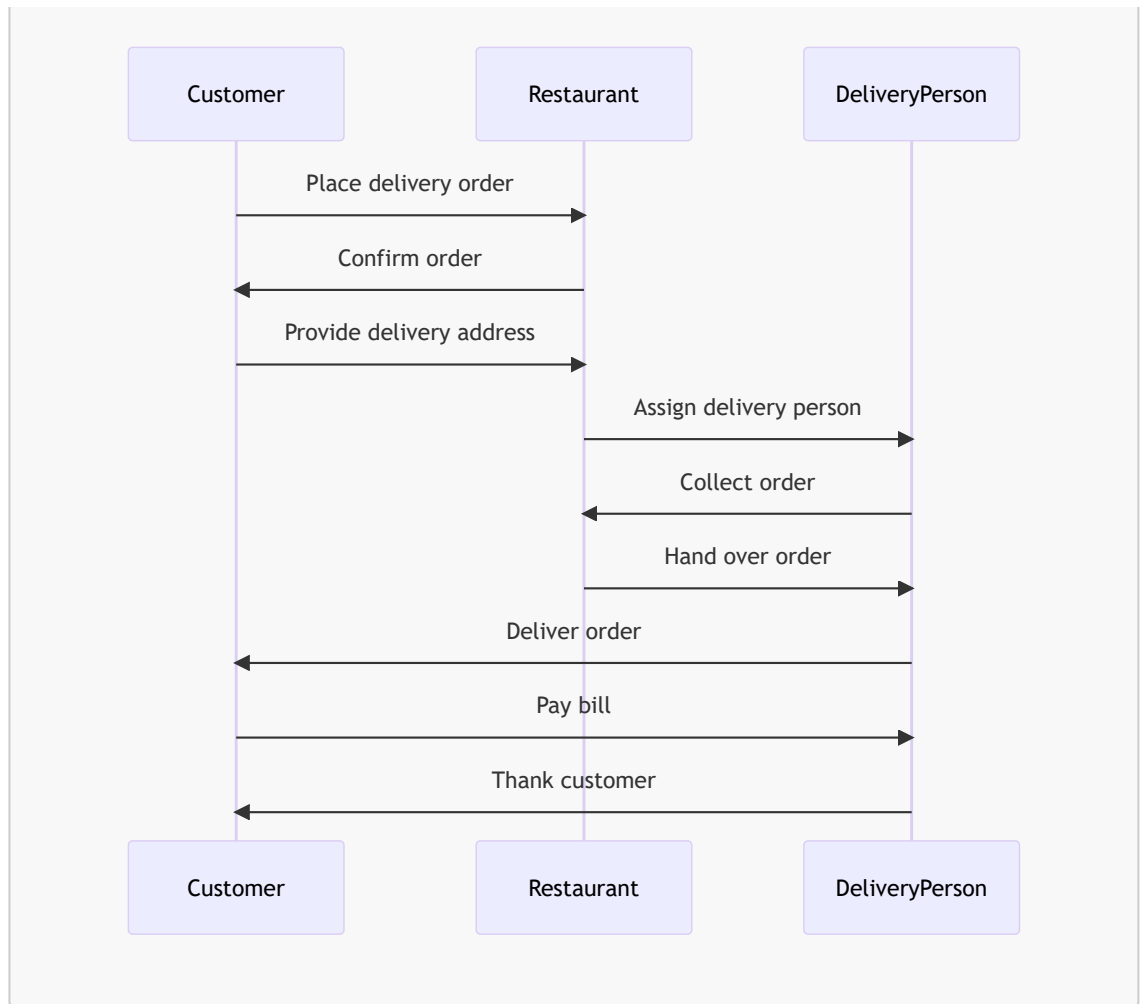 Customer
Restaurant
DeliveryPerson
Place delivery order
Confirm order
Provide delivery address
Assign delivery person
Collect order
Hand over order
Deliver order
Pay bill
Thank customer
Customer
Restaurant
DeliveryPerson